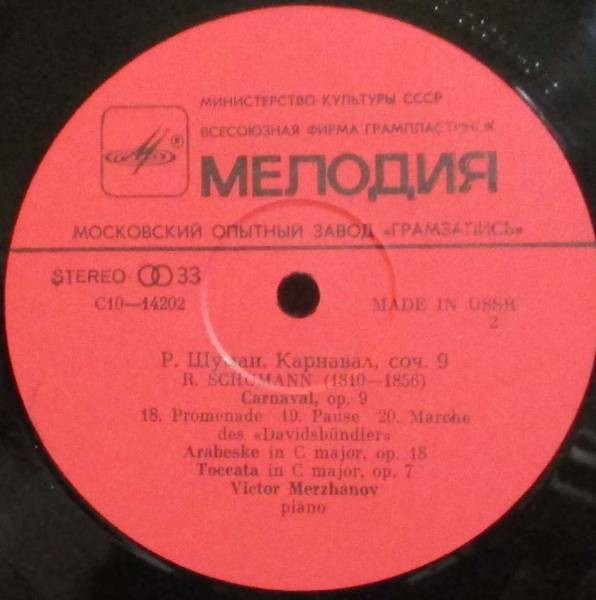 МИНИСТЕРСТВО КУЛЬТУРЫ СССР
ВСЕСОЮЗНАЯ ФИРМА ГРАМПЛАСТИНОК
®
МЕЛОДИЯ
МОСКОВСКИЙ ОПЫТНЫЙ ЗАВОД «ГРАМЗАПИСЬ»
STEREO 33
С10—14202 MADE IN USSR
2
Р. Шуман. Карнавал, соч. 9
R. SCHUMANN (1810—1856)
Carnaval, op. 9
18. Promenade 19. Pause 20. Marche
des «Davidsbündler»
Arabeske in C major, op. 18
Toccata in C major, op. 7
Victor Merzhanov
piano